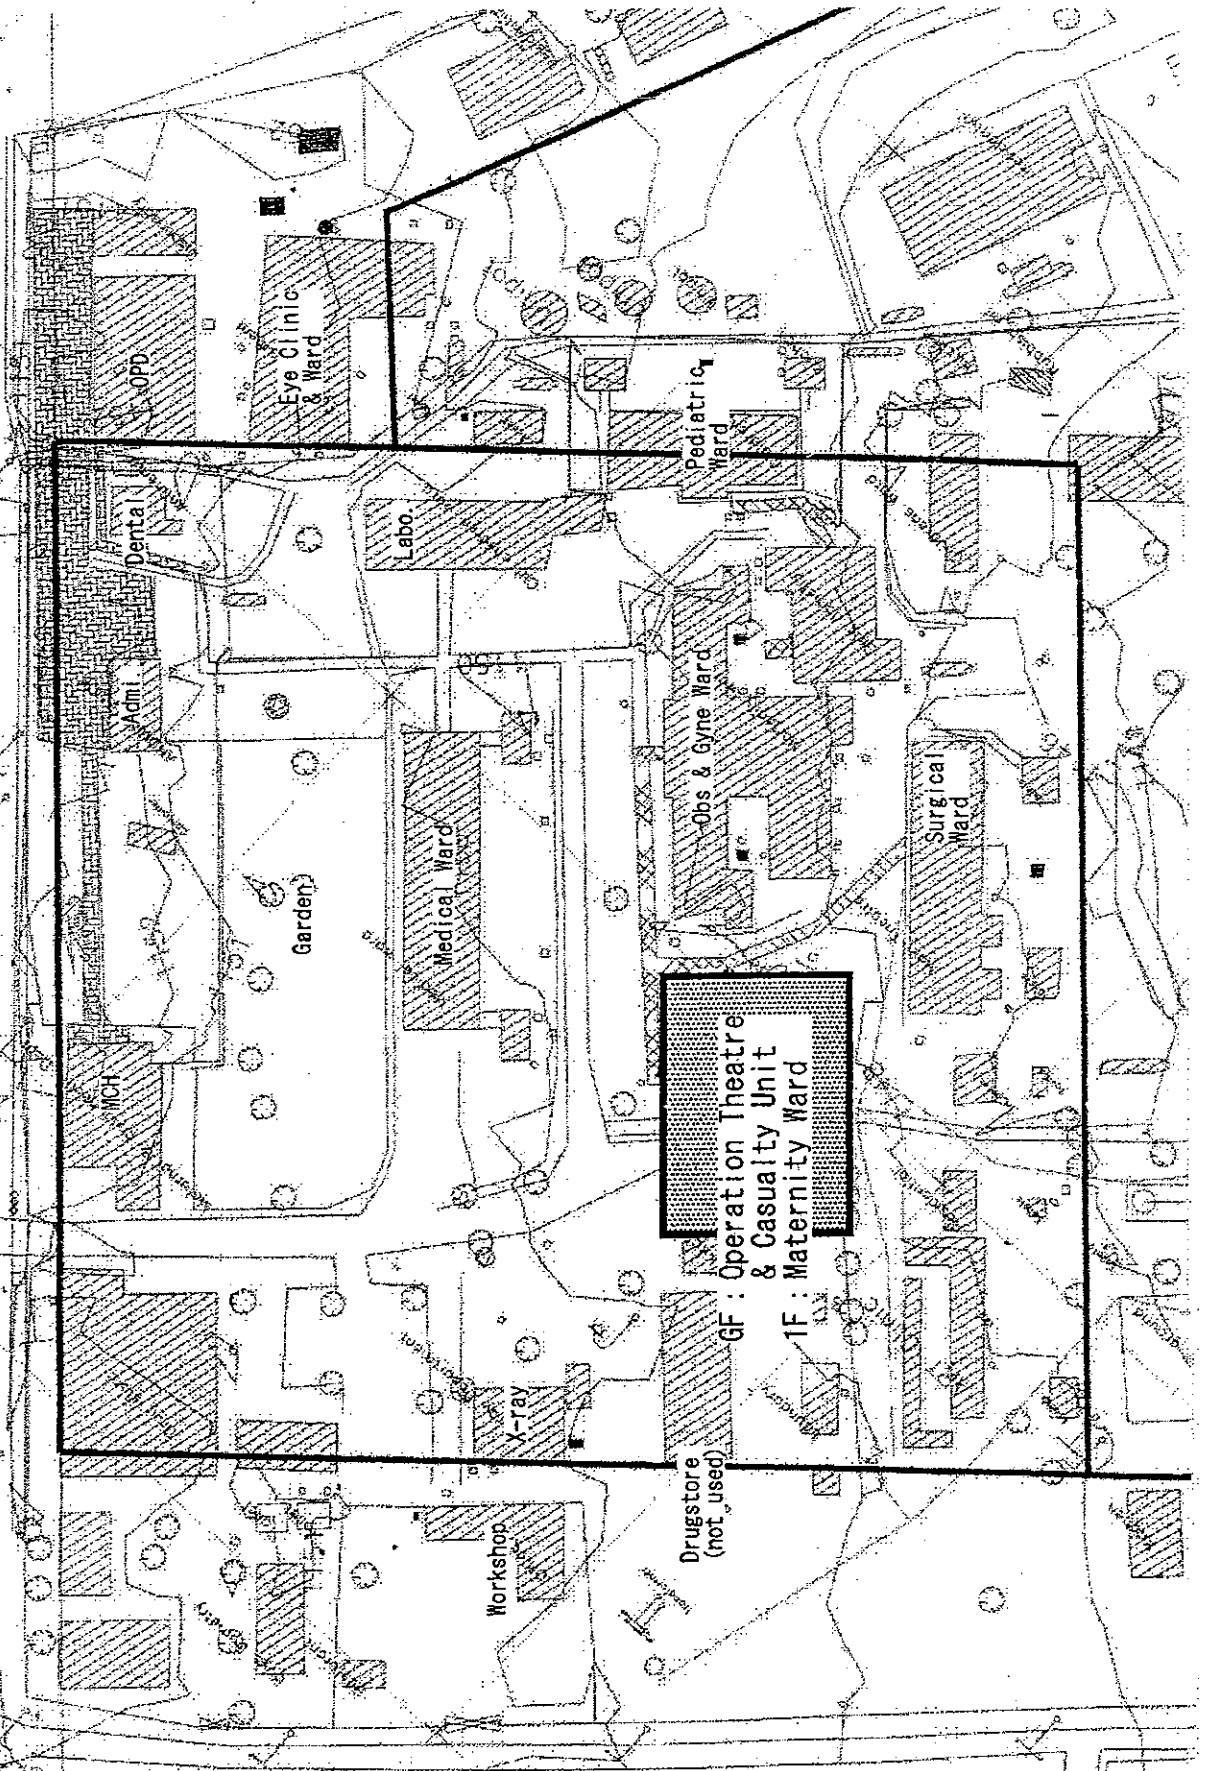 OPD
Eye Clinic
& Ward
Dental
Labo.
Pediatric
Ward
Admi.
Garden
Medical Ward
Obs & Gyne Ward
Surgical
Ward
MCH
GF : Operation Theatre
& Casualty Unit
1F : Maternity Ward
X-ray
Drugstore
(not used)
Workshop